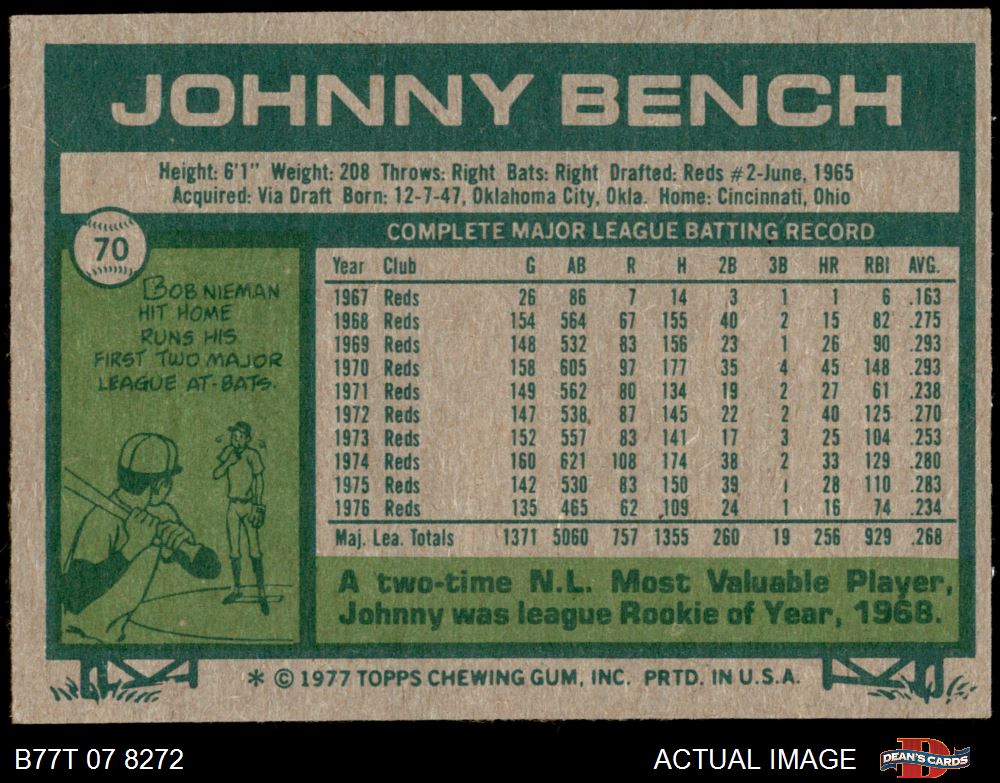 JOHNNY BENCH
Height: 6'1" Weight: 208 Throws: Right Bats: Right Drafted: Reds #2-June, 1965
Acquired: Via Draft Born: 12-7-47, Oklahoma City, Okla. Home: Cincinnati, Ohio
70
BOB NIEMAN
HIT HOME
RUNS HIS
FIRST TWO MAJOR
LEAGUE AT-BATS.
COMPLETE MAJOR LEAGUE BATTING RECORD
Year Club G AB R H 2B 3B HR RBI AVG.
1967 Reds 26 86 7 14 3 1 1 6 .163
1968 Reds 154 564 67 155 40 2 15 82 .275
1969 Reds 148 532 83 156 23 1 26 90 .293
1970 Reds 158 605 97 177 35 4 45 148 .293
1971 Reds 149 562 80 134 19 2 27 61 .238
1972 Reds 147 538 87 145 22 2 40 125 .270
1973 Reds 152 557 83 141 17 3 25 104 .253
1974 Reds 160 621 108 174 38 2 33 129 .280
1975 Reds 142 530 83 150 39 1 28 110 .283
1976 Reds 135 465 62 109 24 1 16 74 .234
Maj. Lea. Totals 1371 5060 757 1355 260 19 256 929 .268
A two-time N.L. Most Valuable Player,
Johnny was league Rookie of Year, 1968.
* © 1977 TOPPS CHEWING GUM, INC. PRTD. IN U.S.A.
B77T 07 8272
ACTUAL IMAGE
DEAN'S CARDS